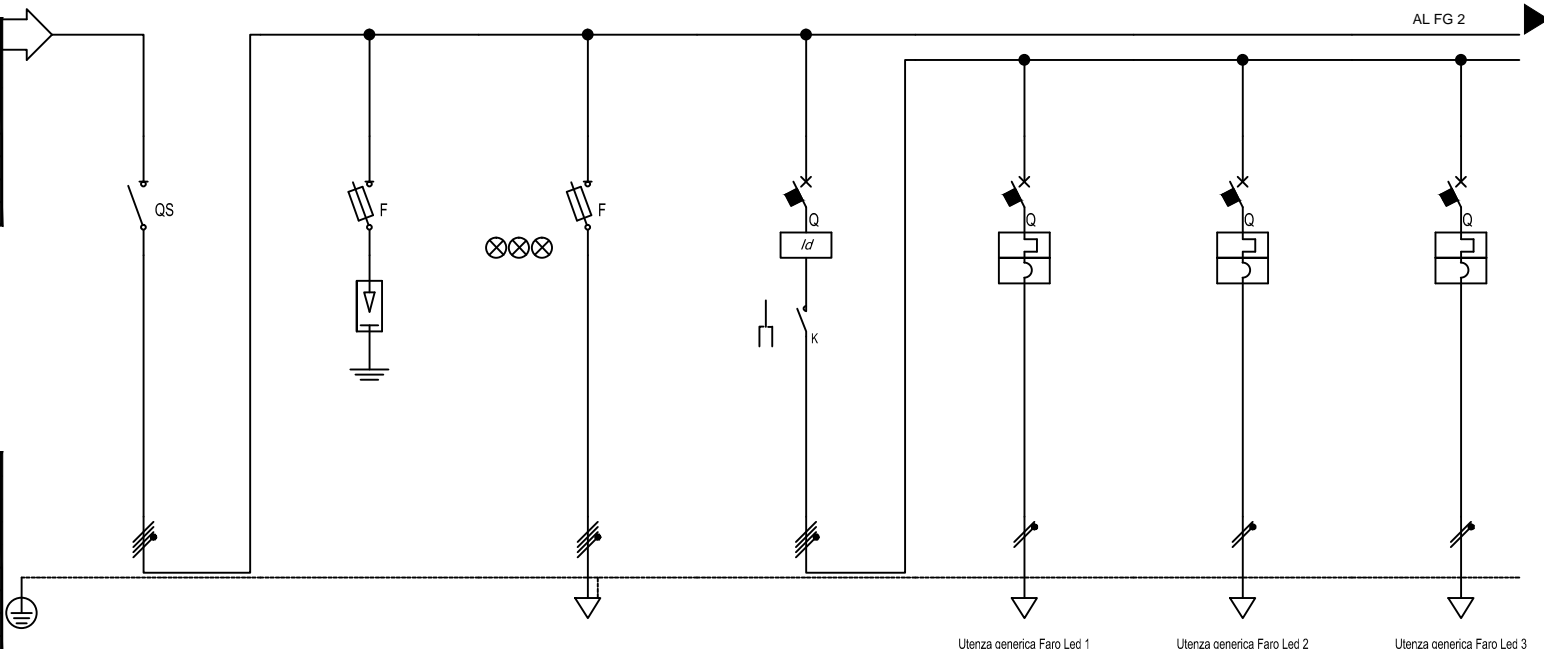 AL FG 2
QS
F
F
Q
Q
Q
Q
Id
K
Utenza generica Faro Led 1
Utenza generica Faro Led 2
Utenza generica Faro Led 3